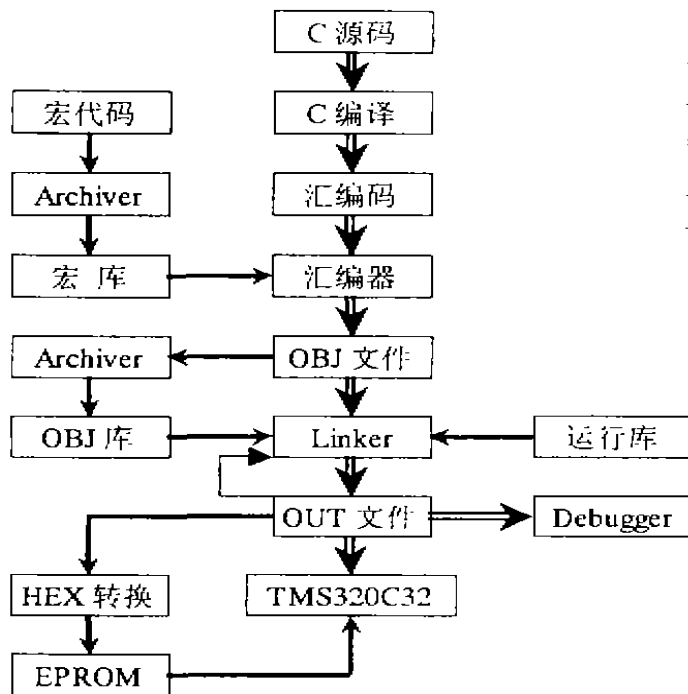 C 源码
宏代码
C 编译
Archiver
汇编码
宏 库
汇编器
Archiver
OBJ 文件
OBJ 库
Linker
运行库
OUT 文件
Debugger
HEX 转换
TMS320C32
EPROM